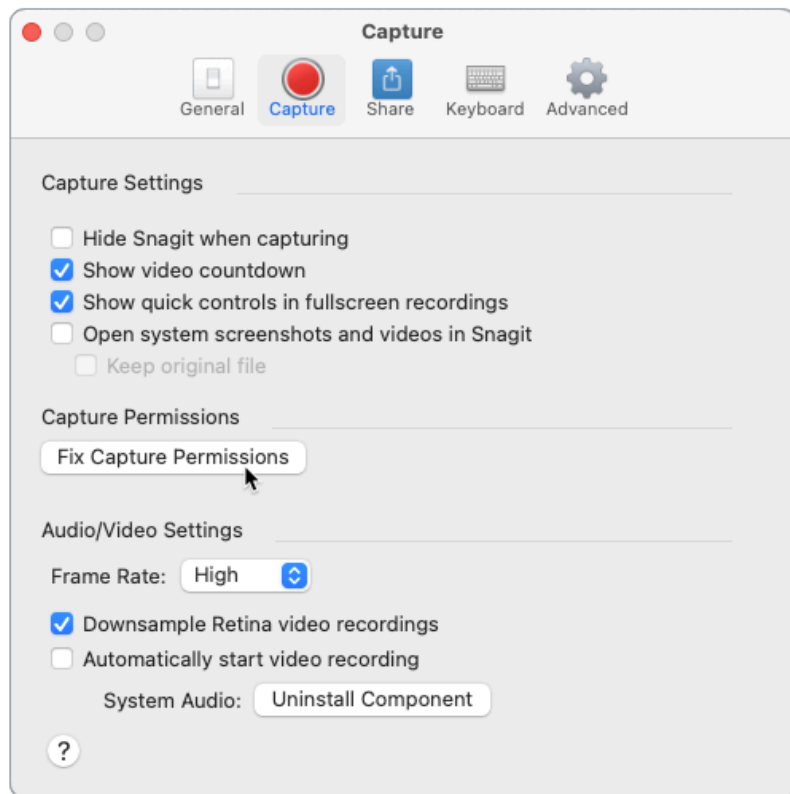 Capture
General Capture Share Keyboard Advanced
Capture Settings
Hide Snagit when capturing
Show video countdown
Show quick controls in fullscreen recordings
Open system screenshots and videos in Snagit
Keep original file
Capture Permissions
Fix Capture Permissions
Audio/Video Settings
Frame Rate: High
Downsample Retina video recordings
Automatically start video recording
System Audio: Uninstall Component
?